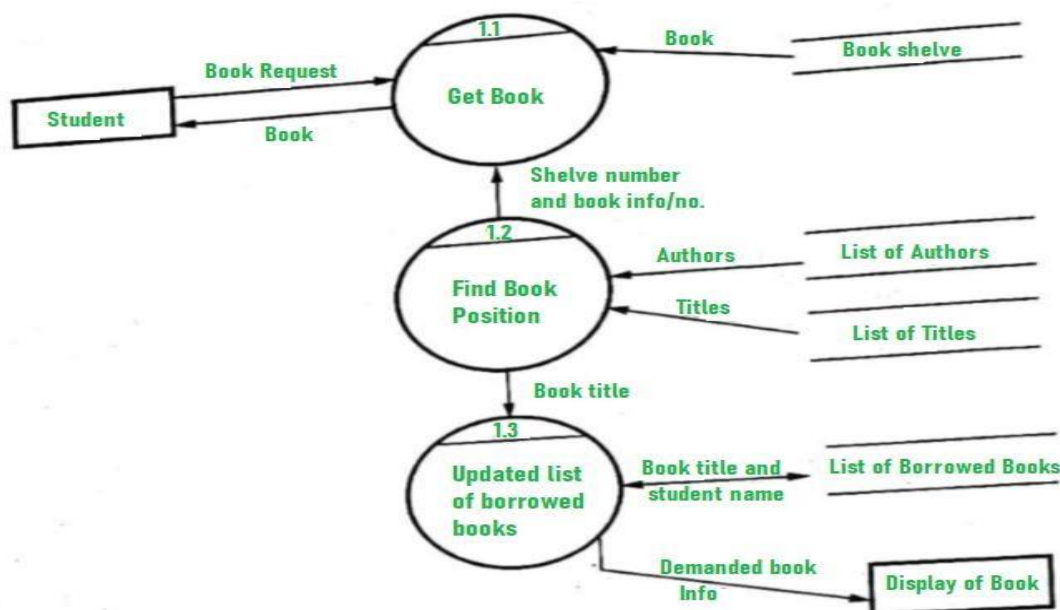 1.1
Get Book
Book
Book shelve
Book Request
Student
Book
Shelve number
and book info/no.
1.2
Find Book
Position
Authors
List of Authors
Titles
List of Titles
Book title
1.3
Updated list
of borrowed
books
Book title and
student name
List of Borrowed Books
Demanded book
Info
Display of Book